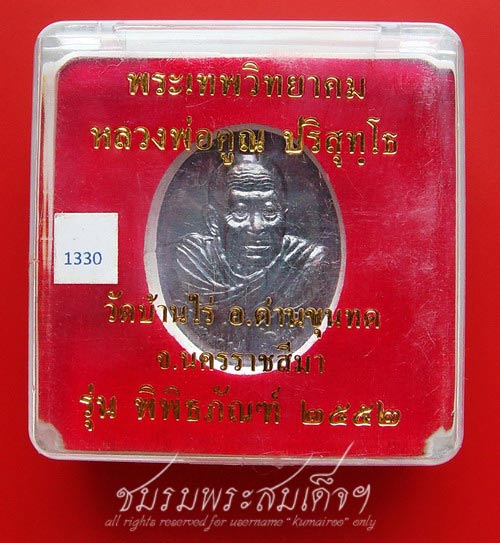 พระเทพวิทยาคม
หลวงพ่อคูณ ปริสุทฺโธ
1330
วัดบ้านไร่ อ.ด่านขุนทด
จ.นครราชสีมา
รุ่น พิพิธภัณฑ์ ๒๕๕๒
ชมรมพระสมเด็จฯ
all rights reserved for username "kumairee" only